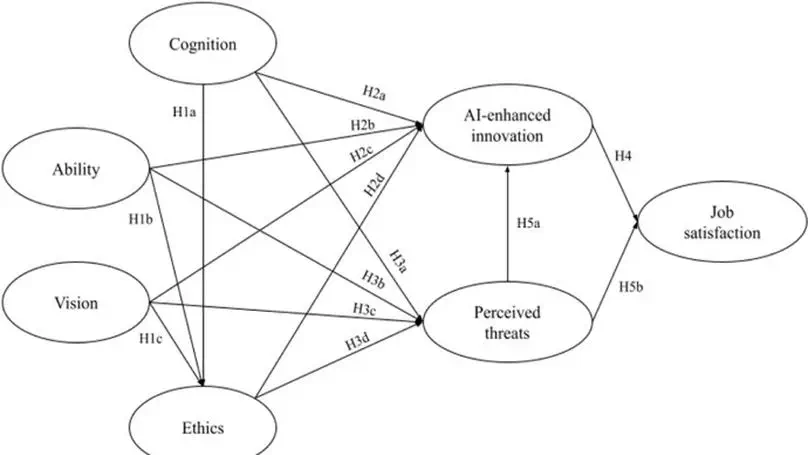 Cognition
H1a
H2a
AI-enhanced
innovation
H2b
H2c
Ability
H2d
H4
H1b
Job
satisfaction
H5a
H3a
H3b
H5b
Vision
H3c
Perceived
threats
H1c
H3d
Ethics